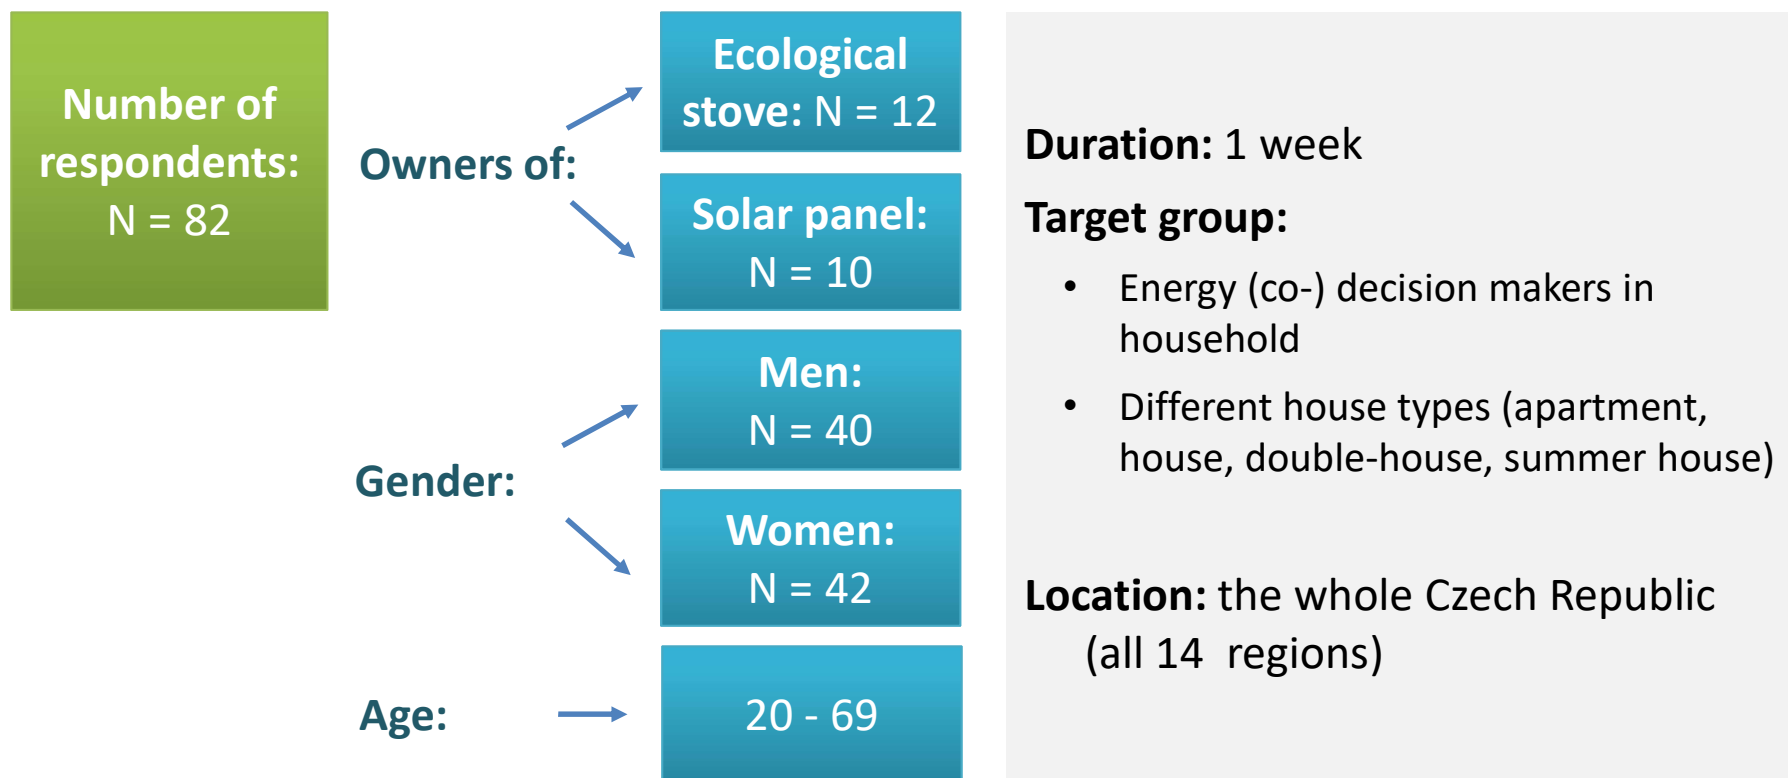 Number of
respondents:
N = 82
Owners of:
Ecological
stove: N = 12
Solar panel:
N = 10
Gender:
Men:
N = 40
Women:
N = 42
Age:
20 - 69
Duration: 1 week
Target group:
• Energy (co-) decision makers in
household
• Different house types (apartment,
house, double-house, summer house)
Location: the whole Czech Republic
(all 14 regions)